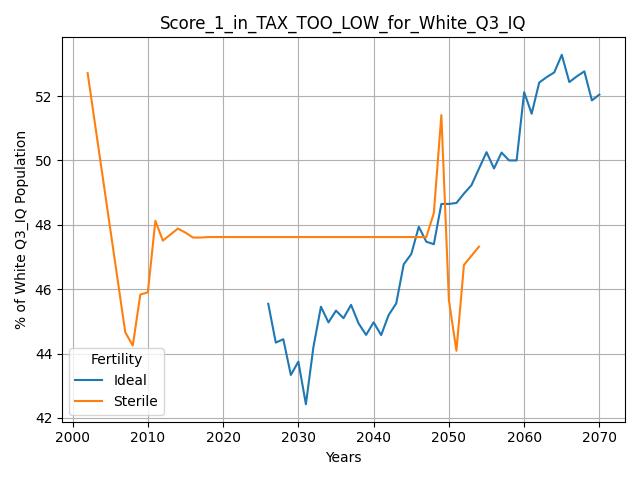 Score_1_in_TAX_TOO_LOW_for_White_Q3_IQ
% of White Q3_IQ Population
52
50
48
46
44
42
Fertility
Ideal
Sterile
2000 2010 2020 2030 2040 2050 2060 2070
Years